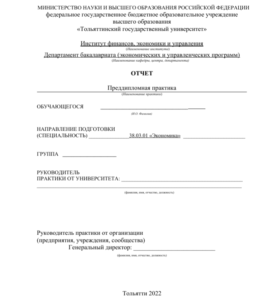 МИНИСТЕРСТВО НАУКИ И ВЫСШЕГО ОБРАЗОВАНИЯ РОССИЙСКОЙ ФЕДЕРАЦИИ
федеральное государственное бюджетное образовательное учреждение
высшего образования
«Тольяттинский государственный университет»
Институт финансов, экономики и управления
(Наименование института)
Департамент бакалавриата (экономических и управленческих программ)
(Наименование кафедры, центра, департамента)
ОТЧЕТ
Преддипломная практика
(Наименование практики)
ОБУЧАЮЩЕГОСЯ
(И.О. Фамилия)
НАПРАВЛЕНИЕ ПОДГОТОВКИ
(СПЕЦИАЛЬНОСТЬ) 38.03.01 «Экономика»
ГРУППА
РУКОВОДИТЕЛЬ
ПРАКТИКИ ОТ УНИВЕРСИТЕТА:
(фамилия, имя, отчество, должность)
Руководитель практики от организации
(предприятия, учреждения, сообщества)
Генеральный директор:
(фамилия, имя, отчество, должность)
Тольятти 2022